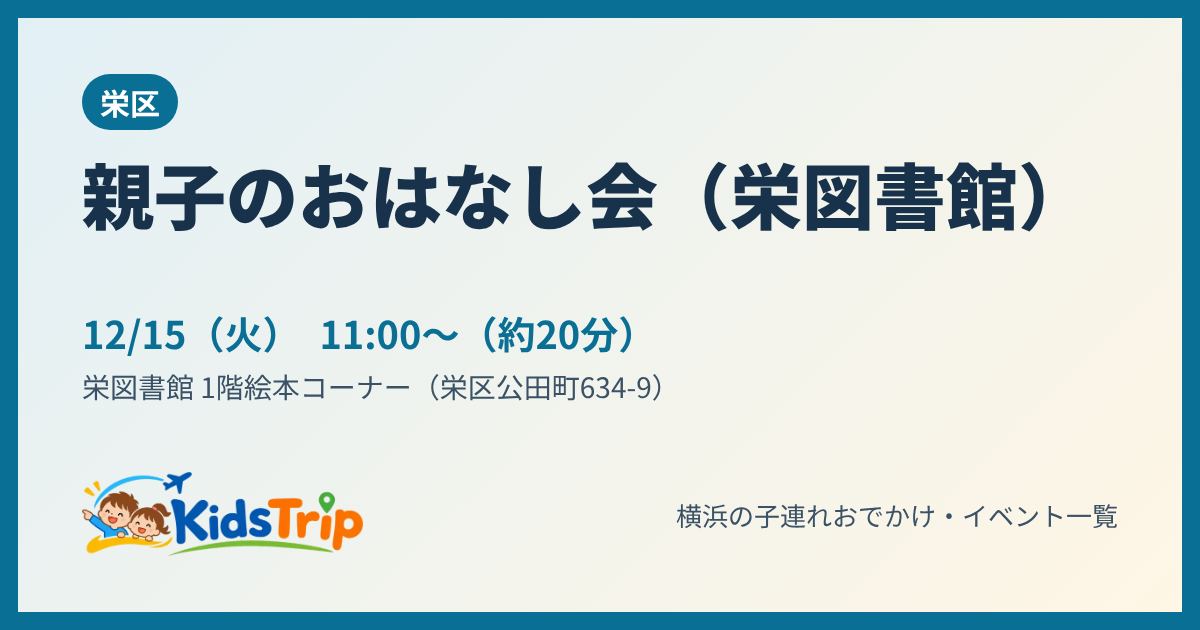 栄区
親子のおはなし会（栄図書館）
12/15（火） 11:00〜（約20分）
栄図書館 1階絵本コーナー（栄区公田町634-9）
KidsTrip
横浜の子連れおでかけ・イベント一覧